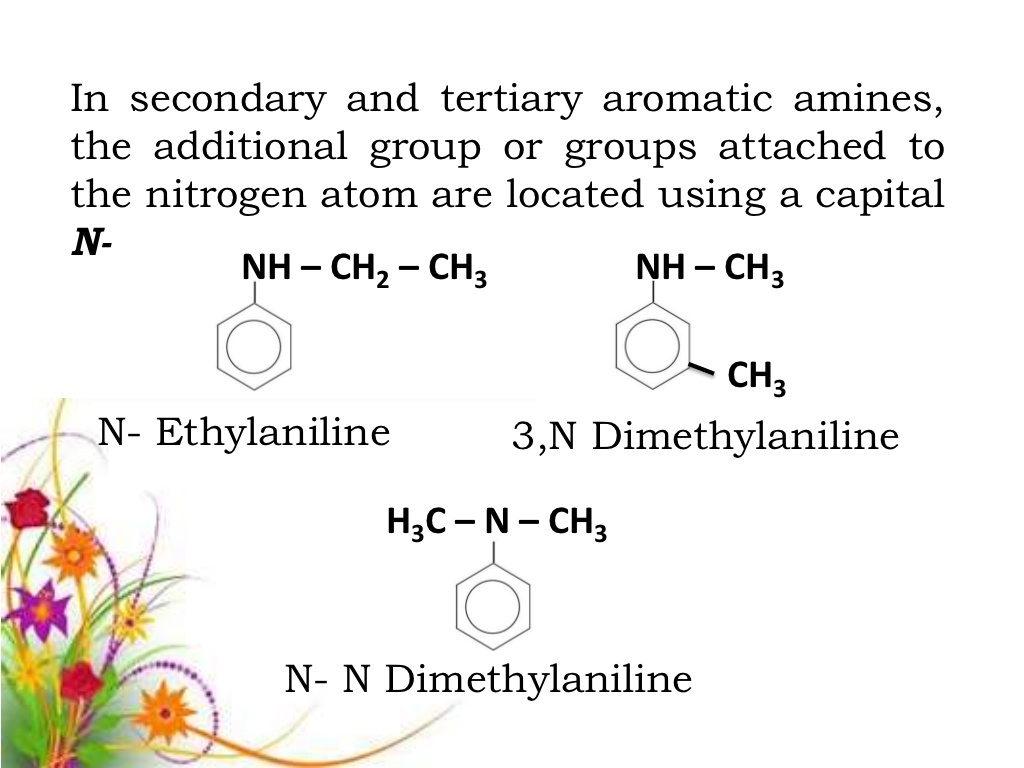 In secondary and tertiary aromatic amines,
the additional group or groups attached to
the nitrogen atom are located using a capital
N-
NH – CH₂ – CH₃
NH – CH₃
CH₃
N- Ethylaniline
3,N Dimethylaniline
H₃C – N – CH₃
N- N Dimethylaniline